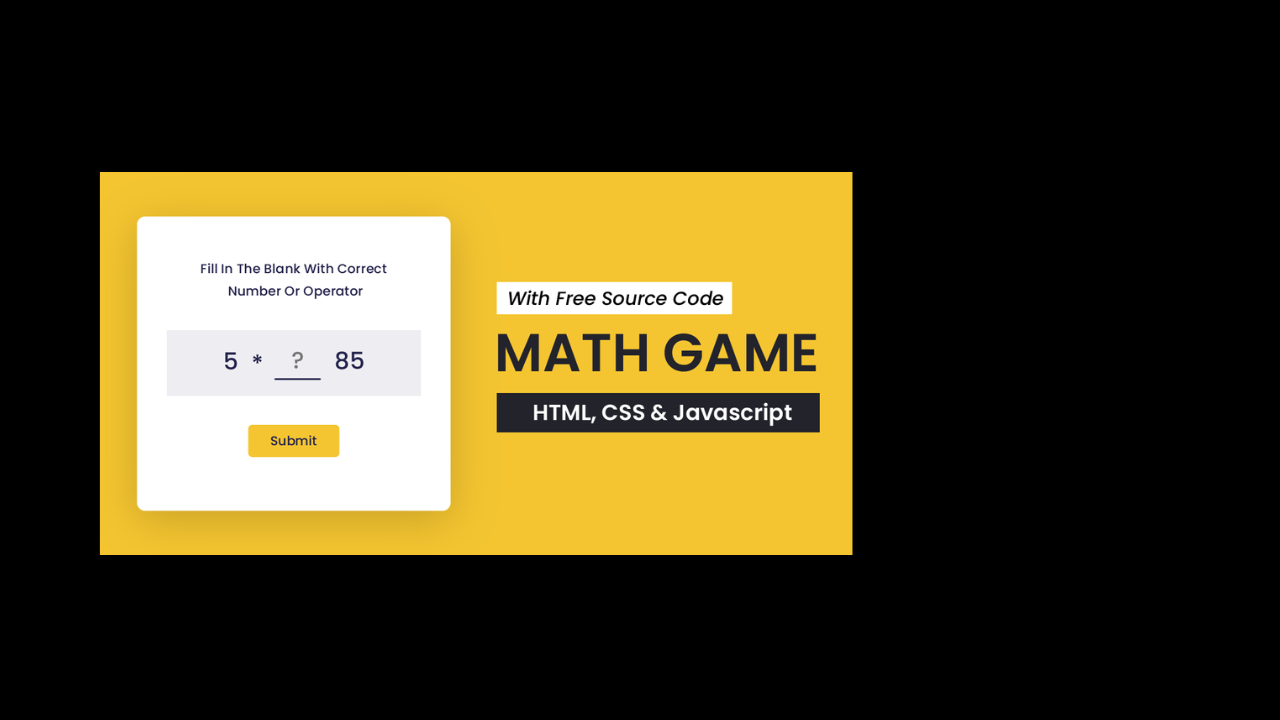 Fill In The Blank With Correct
Number Or Operator
5 * ? 85
Submit
With Free Source Code
MATH GAME
HTML, CSS & Javascript